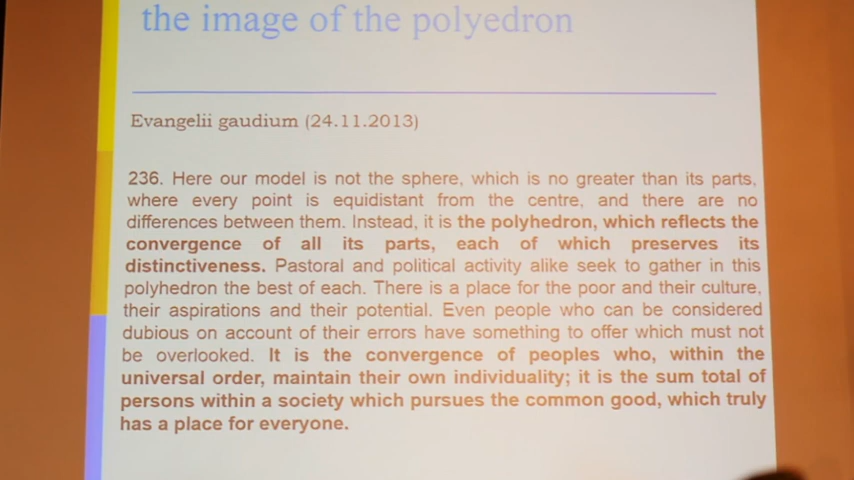 the image of the polyedron
Evangelii gaudium (24.11.2013)
236. Here our model is not the sphere, which is no greater than its parts,
where every point is equidistant from the centre, and there are no
differences between them. Instead, it is the polyhedron, which reflects the
convergence of all its parts, each of which preserves its
distinctiveness. Pastoral and political activity alike seek to gather in this
polyhedron the best of each. There is a place for the poor and their culture,
their aspirations and their potential. Even people who can be considered
dubious on account of their errors have something to offer which must not
be overlooked. It is the convergence of peoples who, within the
universal order, maintain their own individuality; it is the sum total of
persons within a society which pursues the common good, which truly
has a place for everyone.